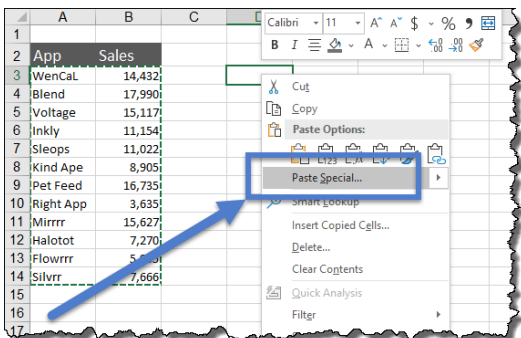 A B C
Calibri 11 A^ A˅ $ % 9
B I A .00 .0
1
2 App Sales
3 WenCaL 14,432
4 Blend 17,990
5 Voltage 15,117
6 Inkly 11,154
7 Sleops 11,022
8 Kind Ape 8,905
9 Pet Feed 16,735
10 Right App 3,635
11 Mirrrr 15,627
12 Halotot 7,270
13 Flowrrr
14 Silvrr 7,666
15
16
17
Cut
Copy
Paste Options:
Paste Special...
Smart Lookup
Insert Copied Cells...
Delete...
Clear Contents
Quick Analysis
Filter